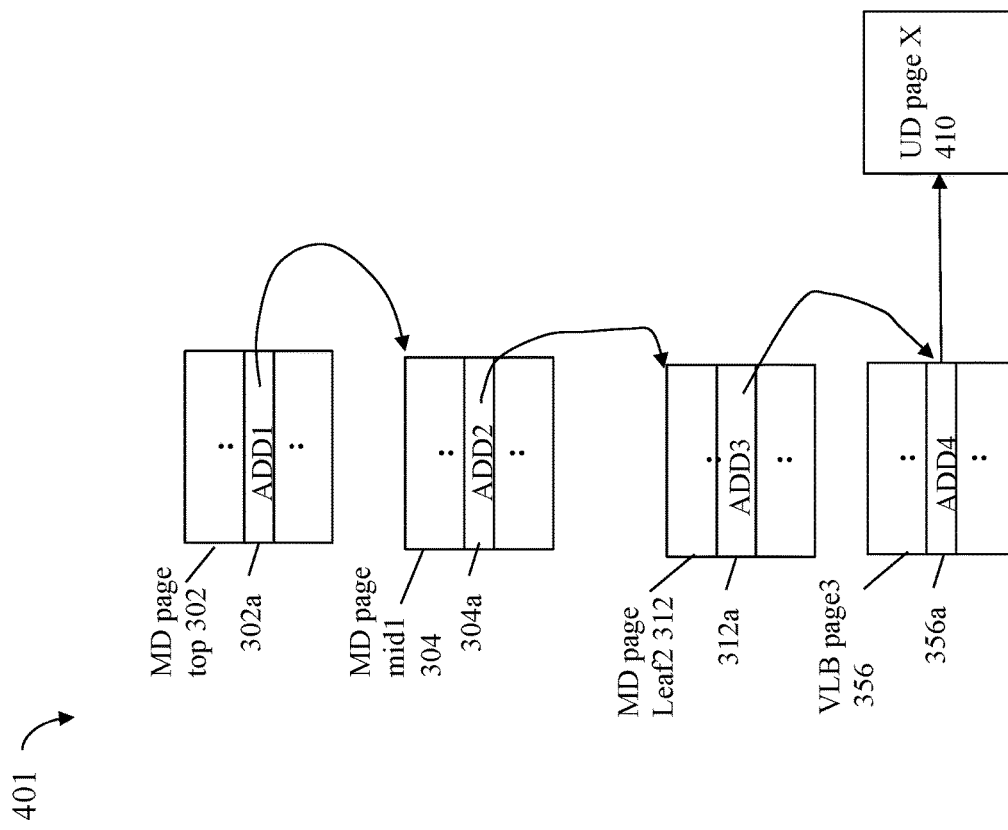 401
MD page
top 302
302a
:
ADD1
:
MD page
mid1
304
304a
:
ADD2
:
MD page
Leaf2 312
312a
:
ADD3
:
VLB page3
356
356a
:
ADD4
:
UD page X
410